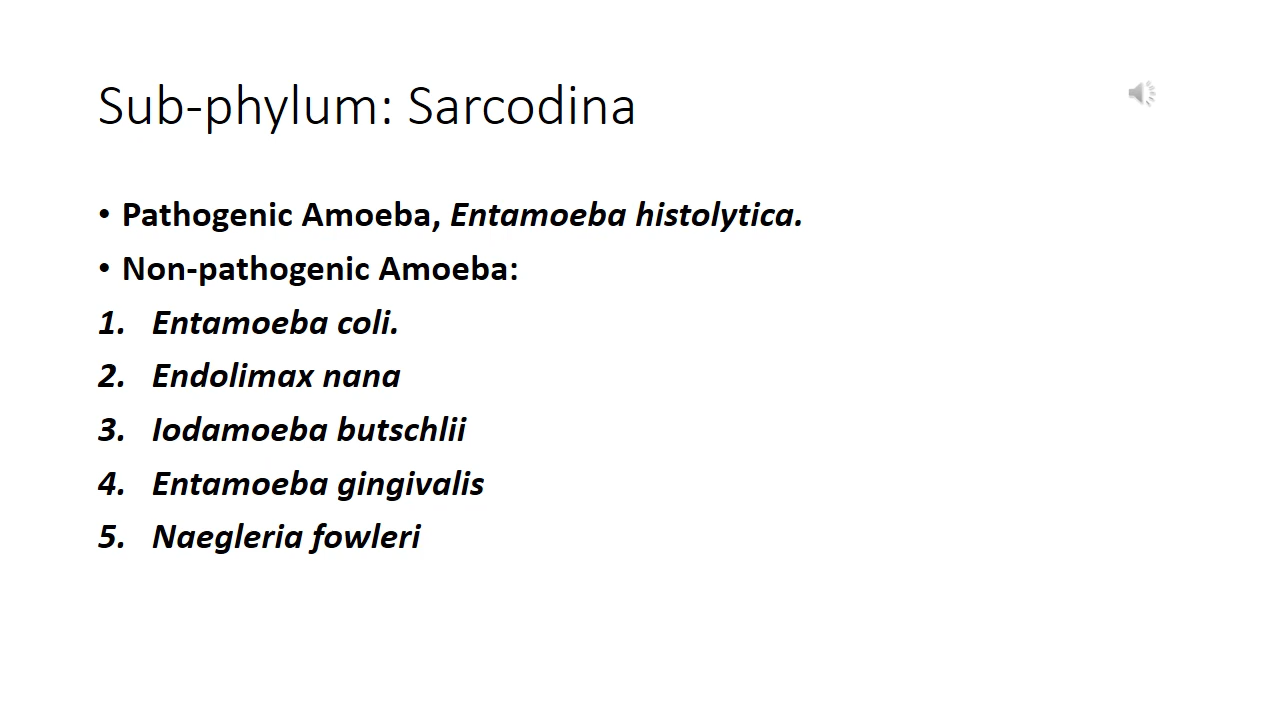 Sub-phylum: Sarcodina
• Pathogenic Amoeba, Entamoeba histolytica.
• Non-pathogenic Amoeba:
1. Entamoeba coli.
2. Endolimax nana
3. Iodamoeba butschlii
4. Entamoeba gingivalis
5. Naegleria fowleri